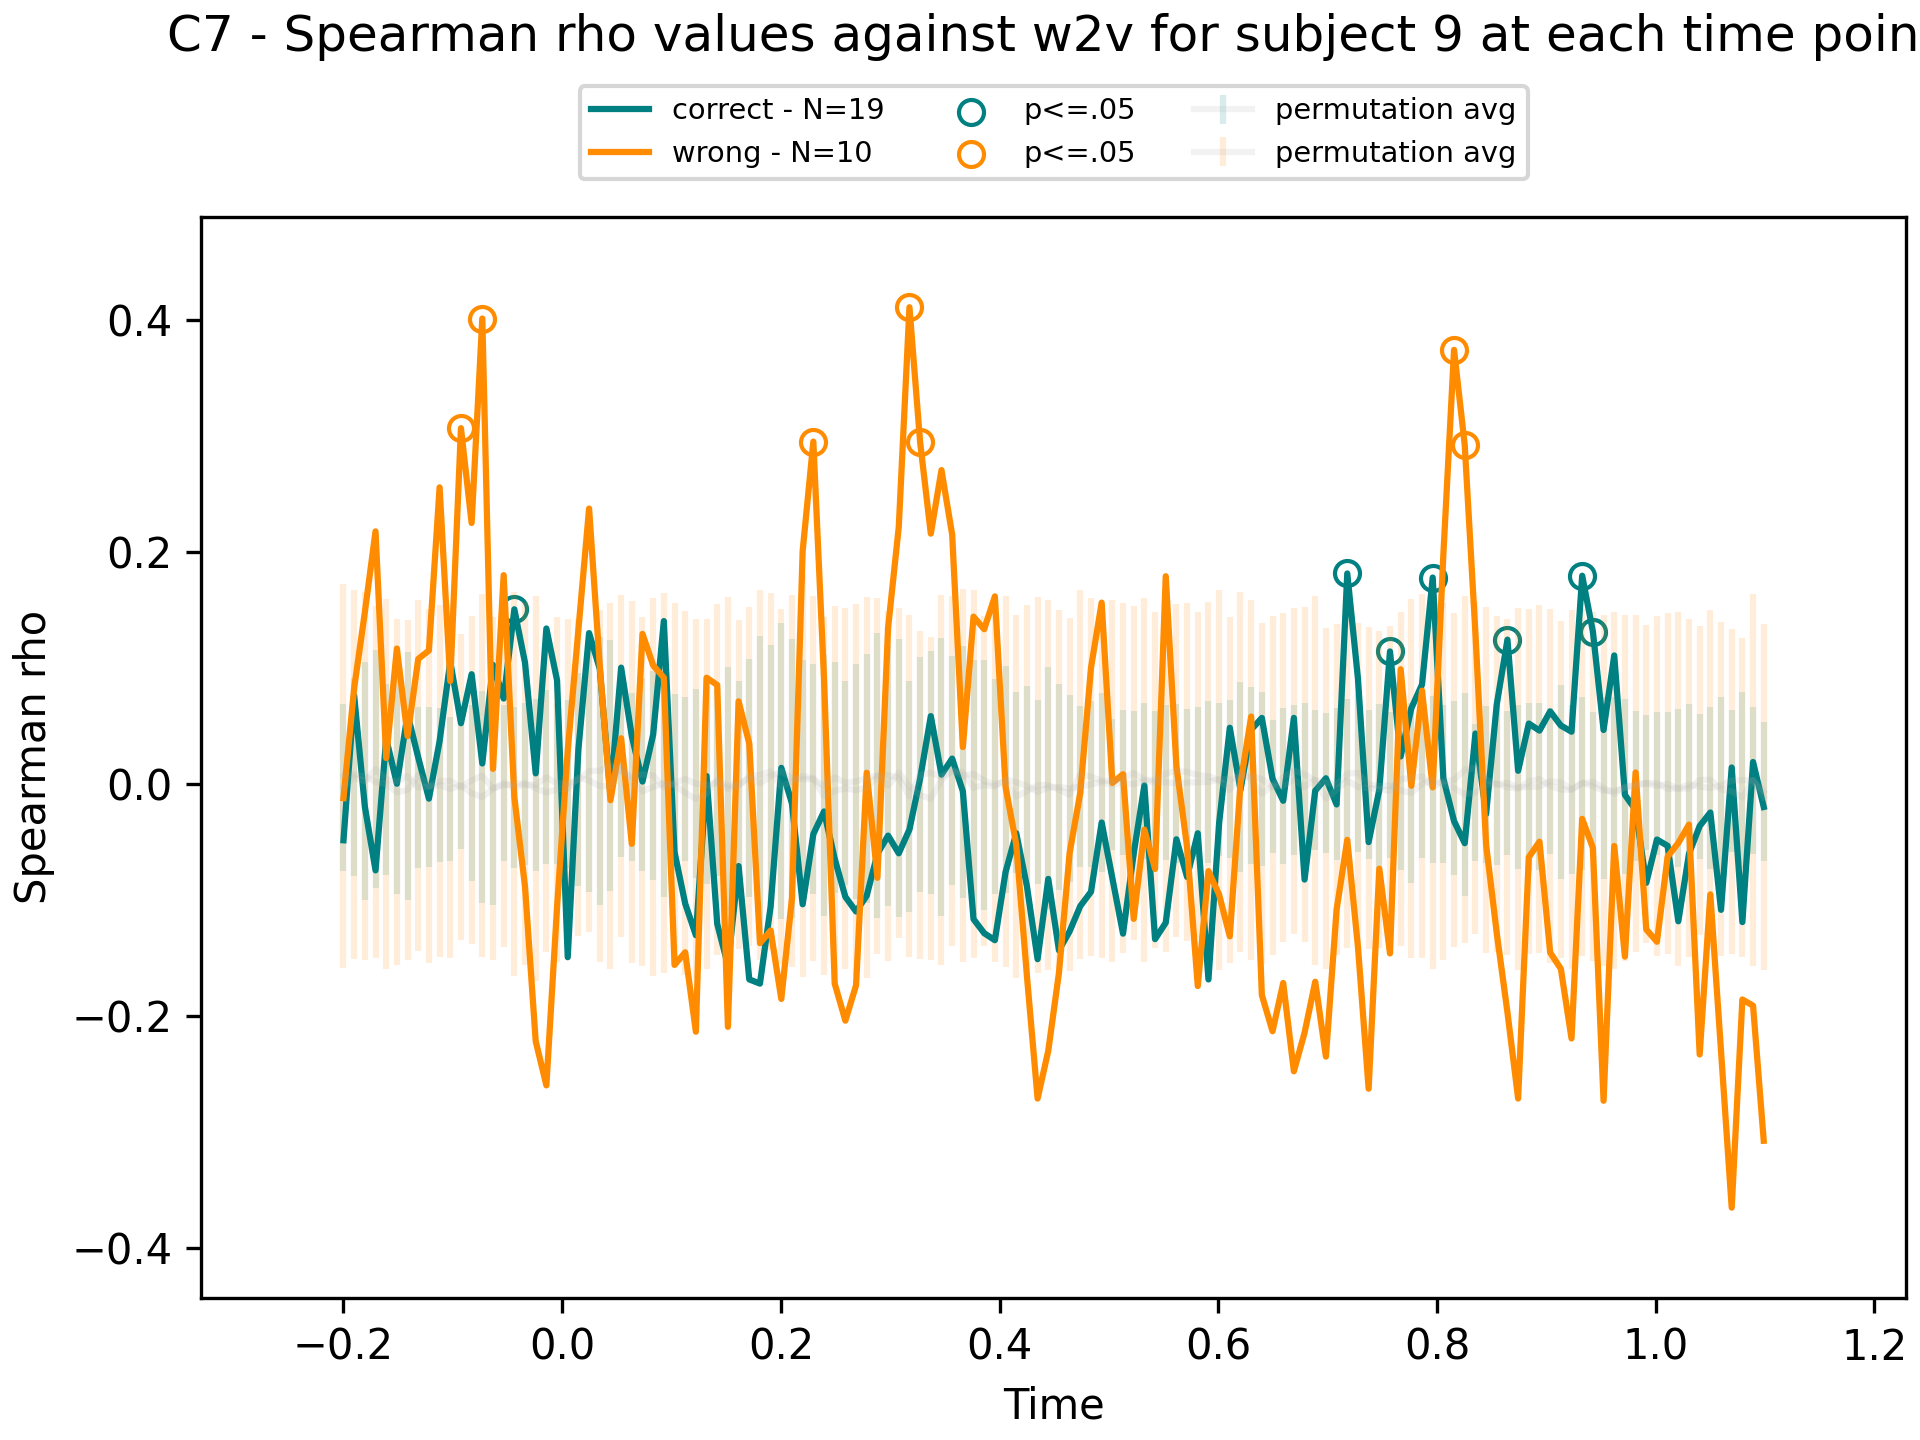 C7 - Spearman rho values against w2v for subject 9 at each time poin
correct - N=19
wrong - N=10
p<=.05
p<=.05
permutation avg
permutation avg
Spearman rho
0.4
0.2
0.0
−0.2
−0.4
−0.2 0.0 0.2 0.4 0.6 0.8 1.0 1.2
Time